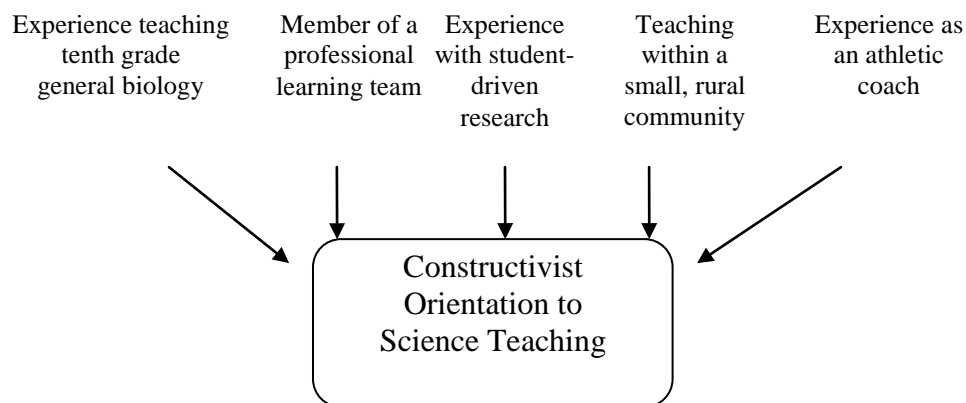 Experience teaching
tenth grade
general biology
Member of a
professional
learning team
Experience
with student-
driven
research
Teaching
within a
small, rural
community
Experience as
an athletic
coach
Constructivist
Orientation to
Science Teaching